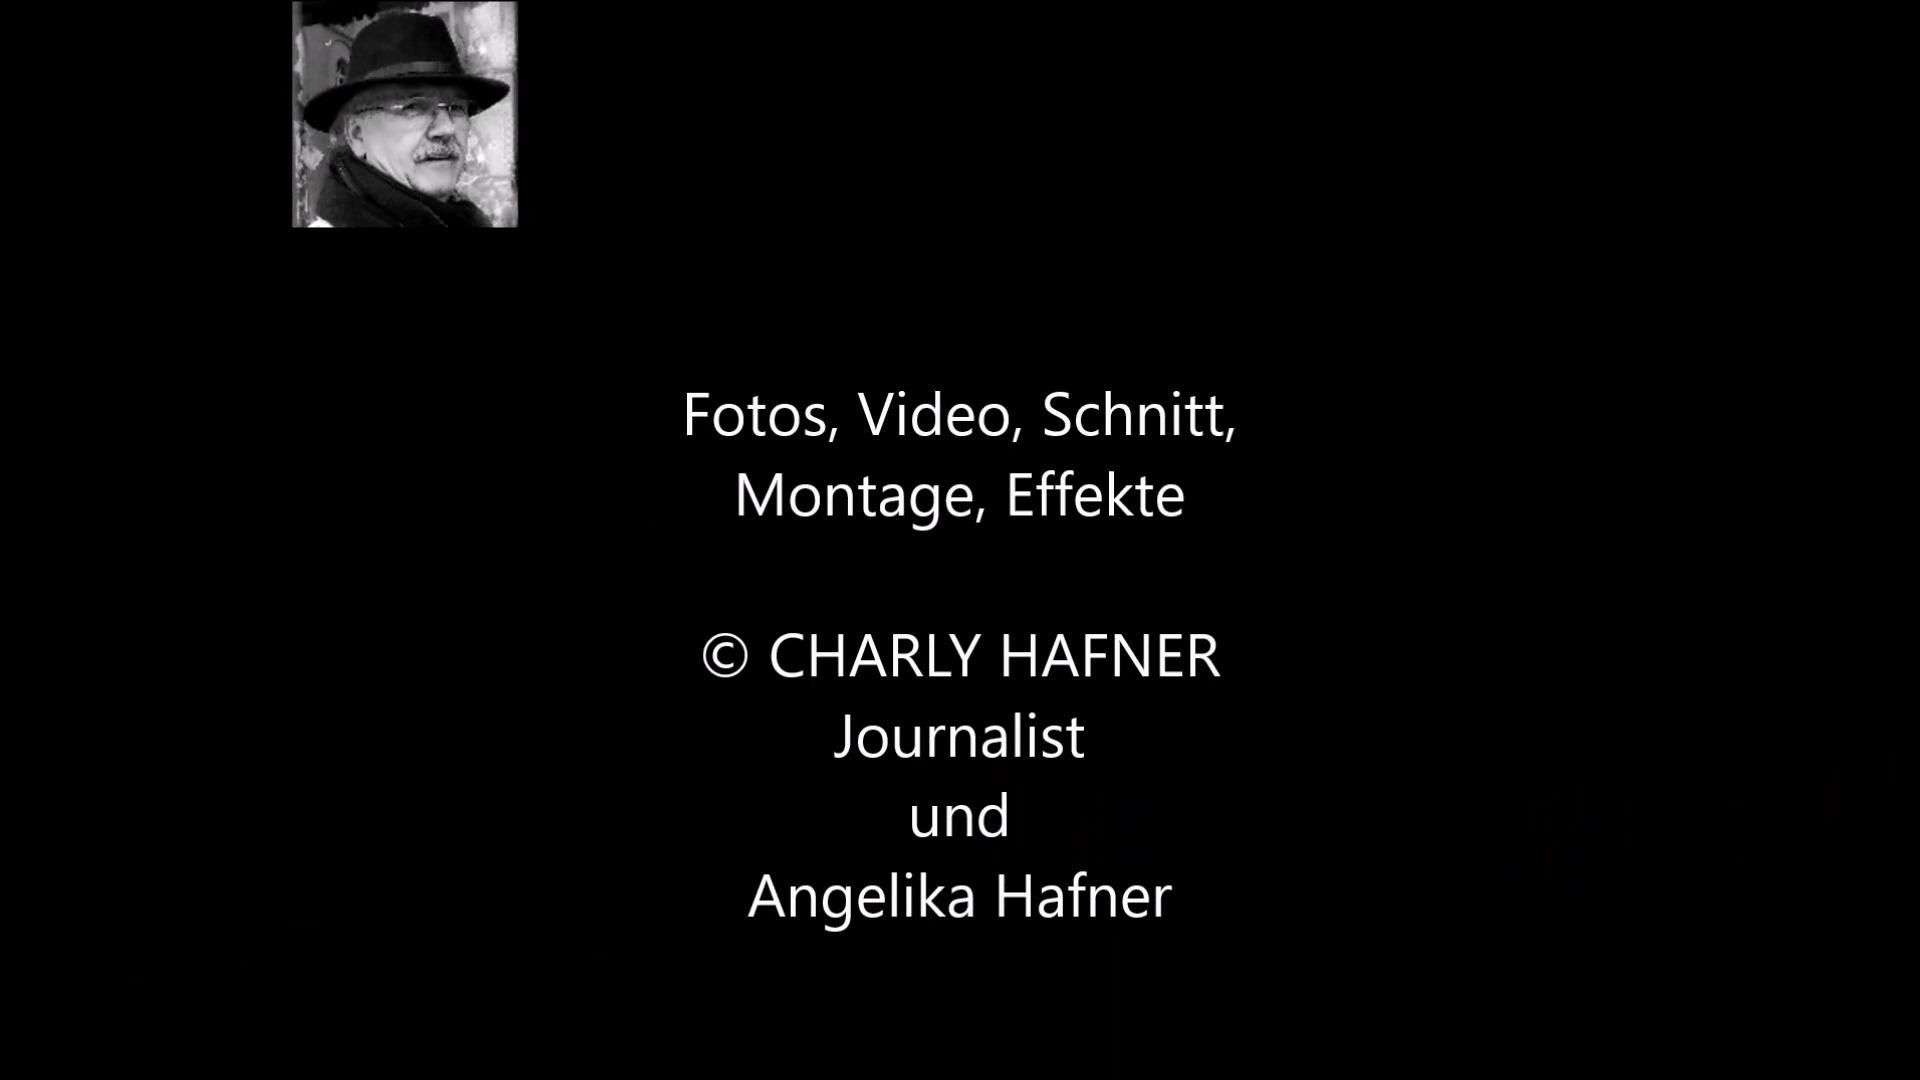 Fotos, Video, Schnitt,
Montage, Effekte
© CHARLY HAFNER
Journalist
und
Angelika Hafner